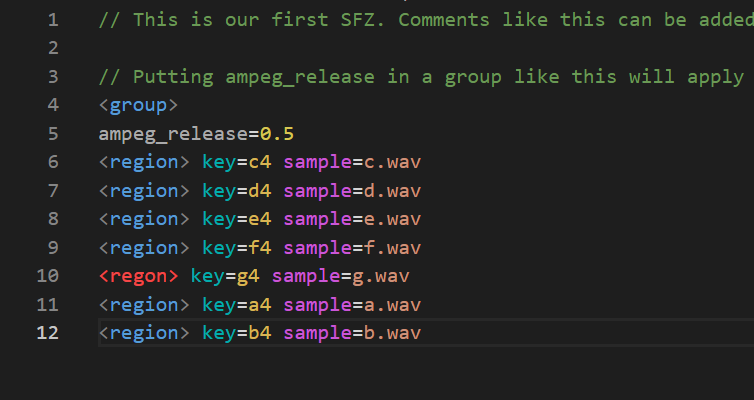 1 // This is our first SFZ. Comments like this can be added
2
3 // Putting ampeg_release in a group like this will apply
4 <group>
5 ampeg_release=0.5
6 <region> key=c4 sample=c.wav
7 <region> key=d4 sample=d.wav
8 <region> key=e4 sample=e.wav
9 <region> key=f4 sample=f.wav
10 <regon> key=g4 sample=g.wav
11 <region> key=a4 sample=a.wav
12 <region> key=b4 sample=b.wav